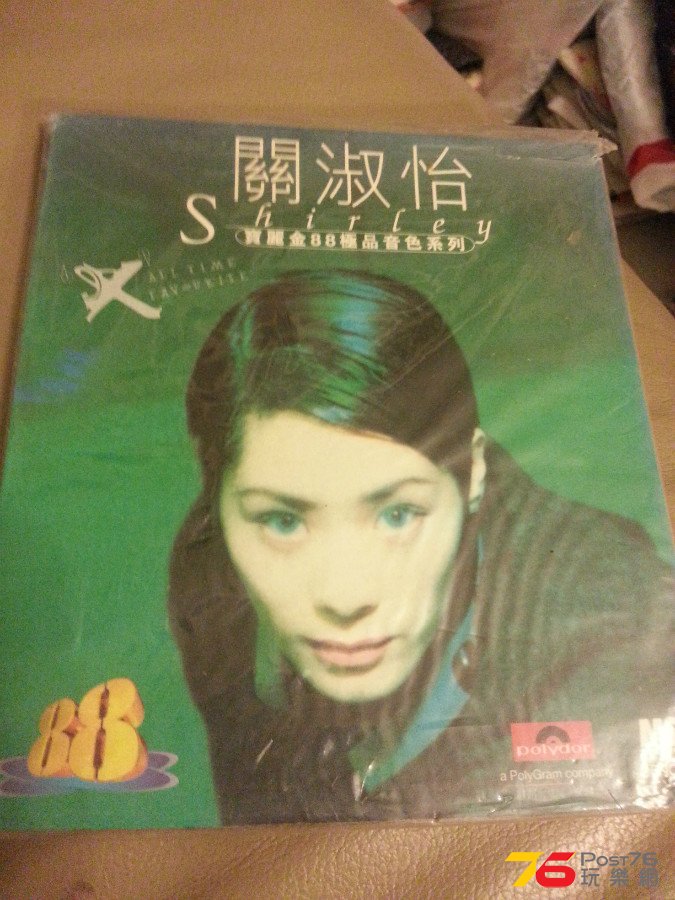 關淑怡
Shirley
寶麗金88極品音色系列
ALL TIME
FAVOURITE
88
polydor
a PolyGram company
76 Post76
玩樂網